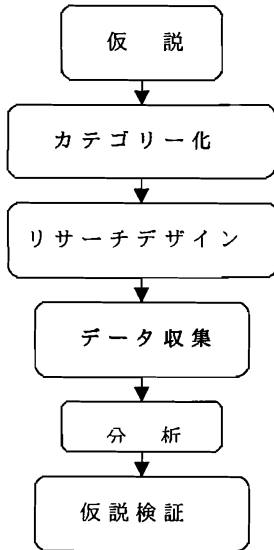 仮説
カテゴリー化
リサーチデザイン
データ収集
分析
仮説検証